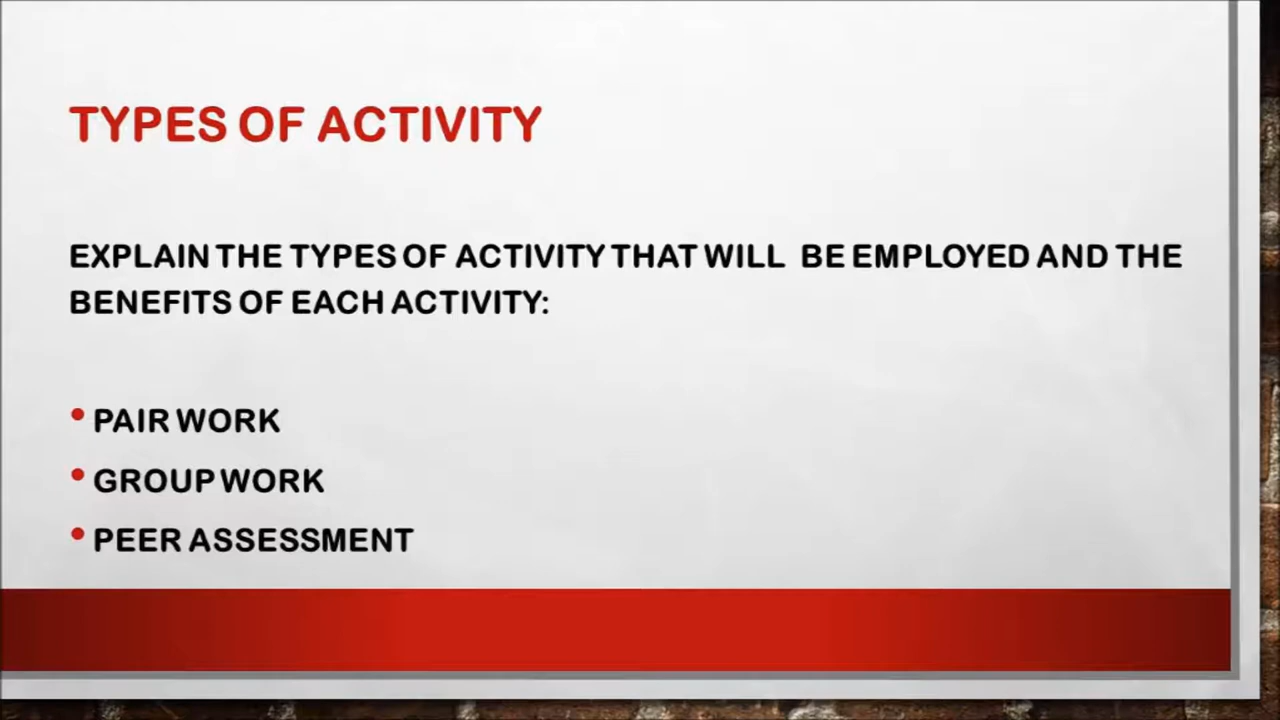 TYPES OF ACTIVITY
EXPLAIN THE TYPES OF ACTIVITY THAT WILL BE EMPLOYED AND THE
BENEFITS OF EACH ACTIVITY:
• PAIR WORK
• GROUP WORK
• PEER ASSESSMENT